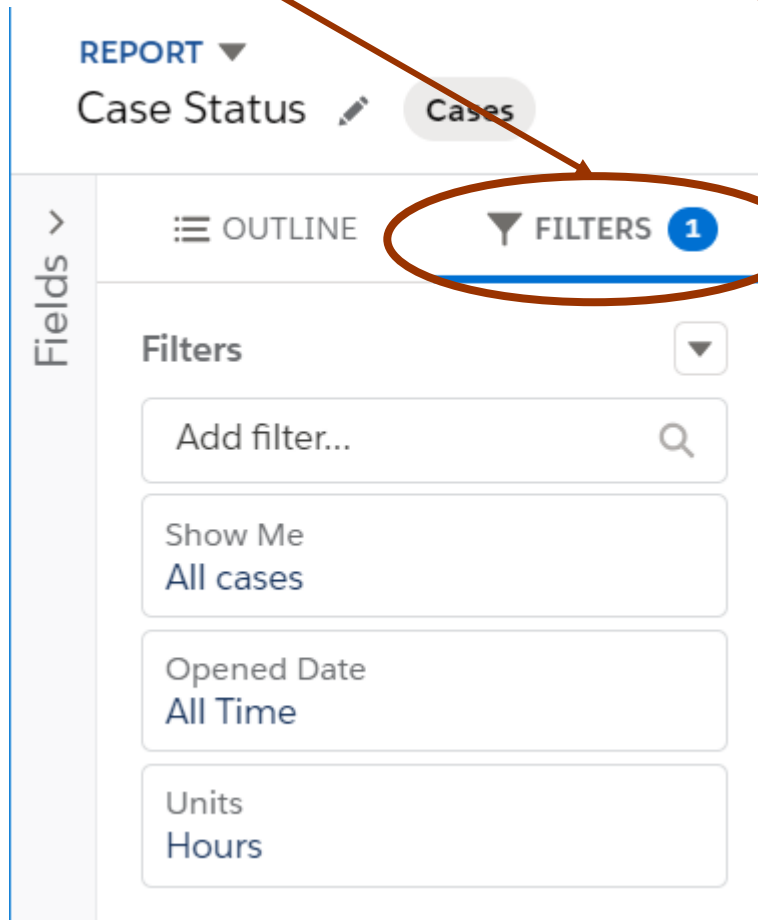 REPORT
Case Status Cases
Fields
OUTLINE FILTERS 1
Filters
Add filter...
Show Me
All cases
Opened Date
All Time
Units
Hours